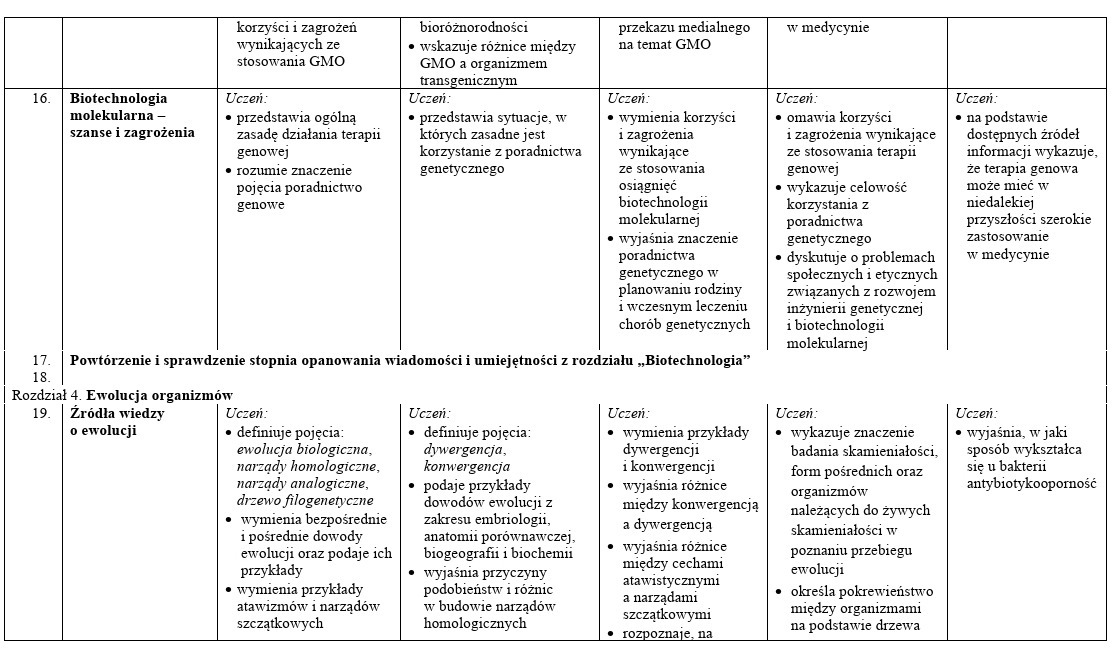 korzyści i zagrożeń
wynikających ze
stosowania GMO
bioróżnorodności
• wskazuje różnice między
GMO a organizmem
transgenicznym
przekazu medialnego
na temat GMO
w medycynie
16.
Biotechnologia
molekularna –
szanse i zagrożenia
Uczeń:
• przedstawia ogólną
zasadę działania terapii
genowej
• rozumie znaczenie
pojęcia poradnictwo
genowe
Uczeń:
• przedstawia sytuacje, w
których zasadne jest
korzystanie z poradnictwa
genetycznego
Uczeń:
• wymienia korzyści
i zagrożenia
wynikające
ze stosowania
osiągnięć
biotechnologii
molekularnej
• wyjaśnia znaczenie
poradnictwa
genetycznego w
planowaniu rodziny
i wczesnym leczeniu
chorób genetycznych
Uczeń:
• omawia korzyści
i zagrożenia wynikające
ze stosowania terapii
genowej
• wykazuje celowość
korzystania z
poradnictwa
genetycznego
• dyskutuje o problemach
społecznych i etycznych
związanych z rozwojem
inżynierii genetycznej
i biotechnologii
molekularnej
Uczeń:
• na podstawie
dostępnych źródeł
informacji wykazuje,
że terapia genowa
może mieć w
niedalekiej
przyszłości szerokie
zastosowanie
w medycynie
17.
18.
Powtórzenie i sprawdzenie stopnia opanowania wiadomości i umiejętności z rozdziału „Biotechnologia”
Rozdział 4. Ewolucja organizmów
19.
Źródła wiedzy
o ewolucji
Uczeń:
• definiuje pojęcia:
ewolucja biologiczna,
narządy homologiczne,
narządy analogiczne,
drzewo filogenetyczne
• wymienia bezpośrednie
i pośrednie dowody
ewolucji oraz podaje ich
przykłady
• wymienia przykłady
atawizmów i narządów
szczątkowych
Uczeń:
• definiuje pojęcia:
dywergencja,
konwergencja
• podaje przykłady
dowodów ewolucji z
zakresu embriologii,
anatomii porównawczej,
biogeografii i biochemii
• wyjaśnia przyczyny
podobieństw i różnic
w budowie narządów
homologicznych
Uczeń:
• wymienia przykłady
dywergencji
i konwergencji
• wyjaśnia różnice
między konwergencją
a dywergencją
• wyjaśnia różnice
między cechami
atawistycznymi
a narządami
szczątkowymi
• rozpoznaje, na
Uczeń:
• wykazuje znaczenie
badania skamieniałości,
form pośrednich oraz
organizmów
należących do żywych
skamieniałości w
poznaniu przebiegu
ewolucji
• określa pokrewieństwo
między organizmami
na podstawie drzewa
Uczeń:
• wyjaśnia, w jaki
sposób wykształca
się u bakterii
antybiotykooporność